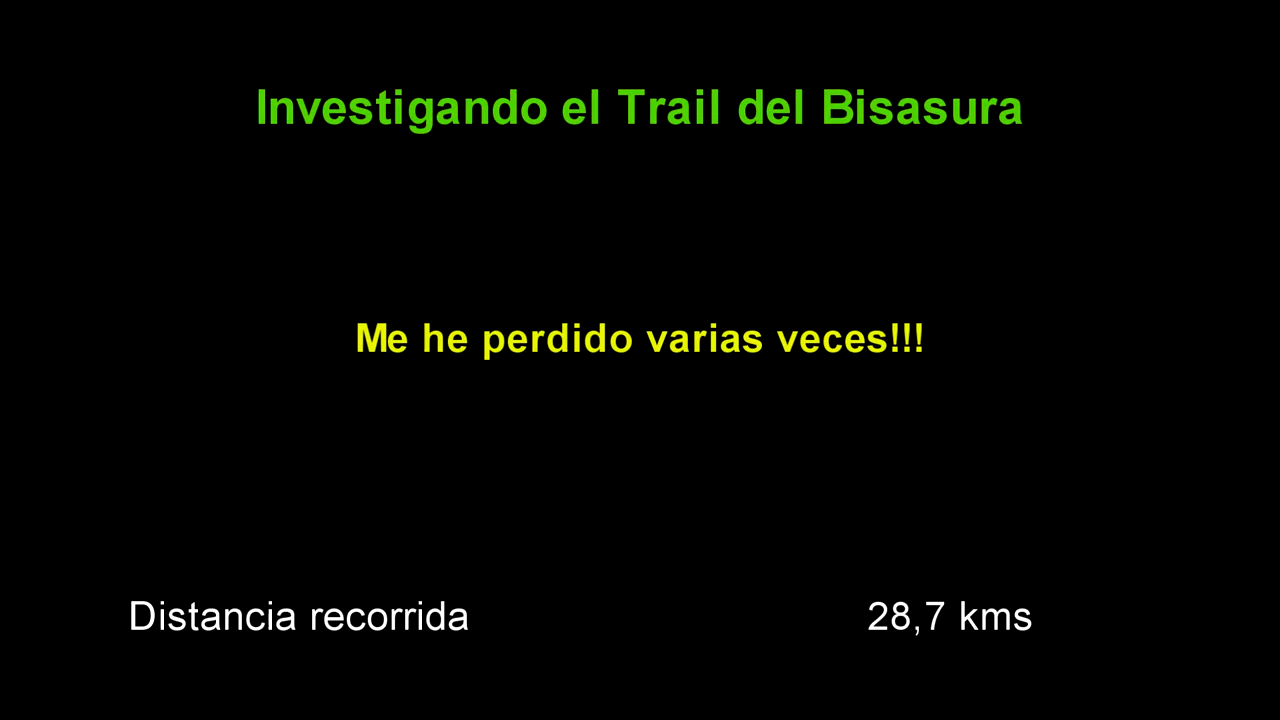 Investigando el Trail del Bisasura
Me he perdido varias veces!!!
Distancia recorrida 28,7 kms